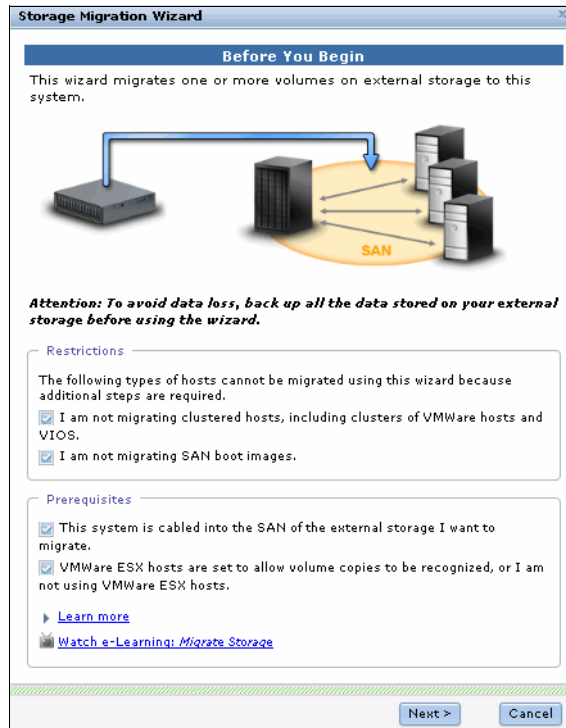 Storage Migration Wizard
Before You Begin
This wizard migrates one or more volumes on external storage to this
system.
SAN
Attention: To avoid data loss, back up all the data stored on your external
storage before using the wizard.
Restrictions
The following types of hosts cannot be migrated using this wizard because
additional steps are required.
I am not migrating clustered hosts, including clusters of VMWare hosts and
VIOS.
I am not migrating SAN boot images.
Prerequisites
This system is cabled into the SAN of the external storage I want to
migrate.
VMWare ESX hosts are set to allow volume copies to be recognized, or I am
not using VMWare ESX hosts.
Learn more
Watch e-Learning: Migrate Storage
Next >
Cancel